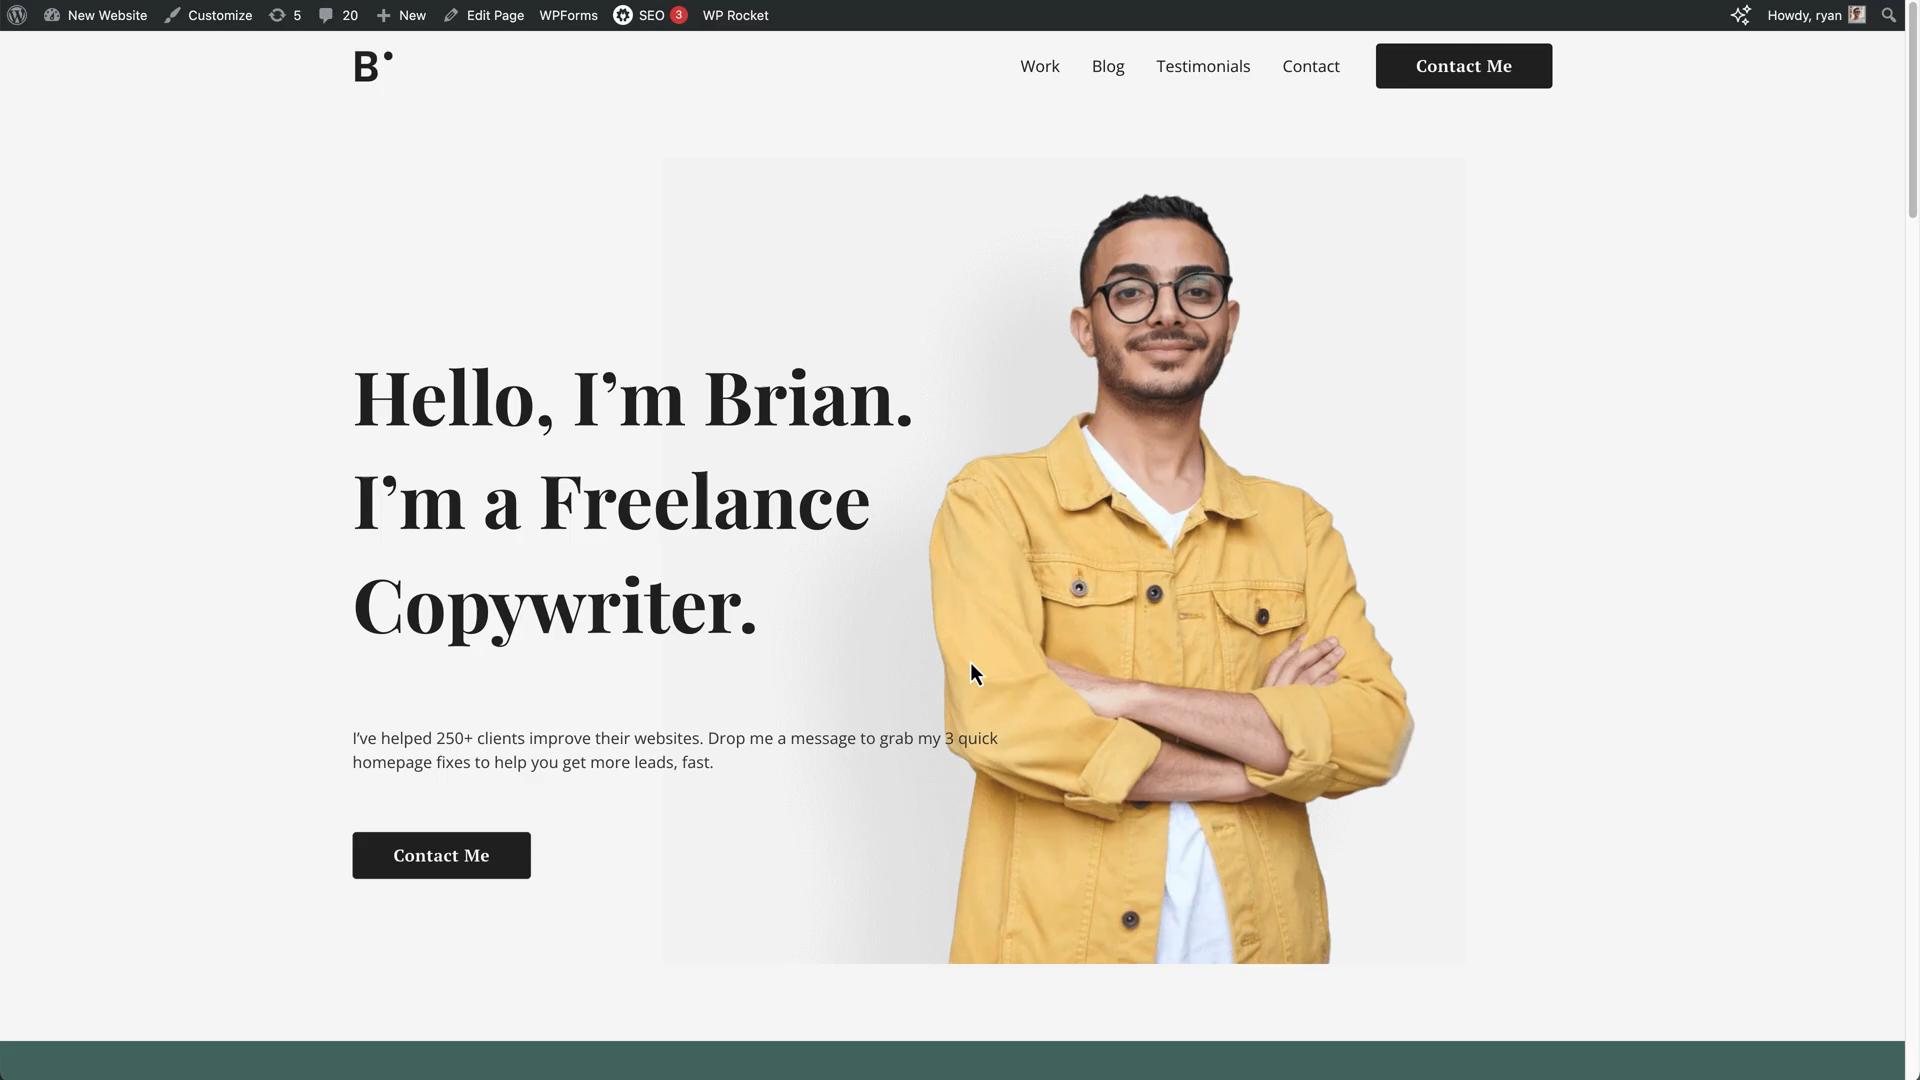 New Website Customize 5 20 New Edit Page WPForms SEO 3 WP Rocket Howdy, ryan
B Work Blog Testimonials Contact Contact Me
Hello, I’m Brian.
I’m a Freelance
Copywriter.
I’ve helped 250+ clients improve their websites. Drop me a message to grab my 3 quick
homepage fixes to help you get more leads, fast.
Contact Me